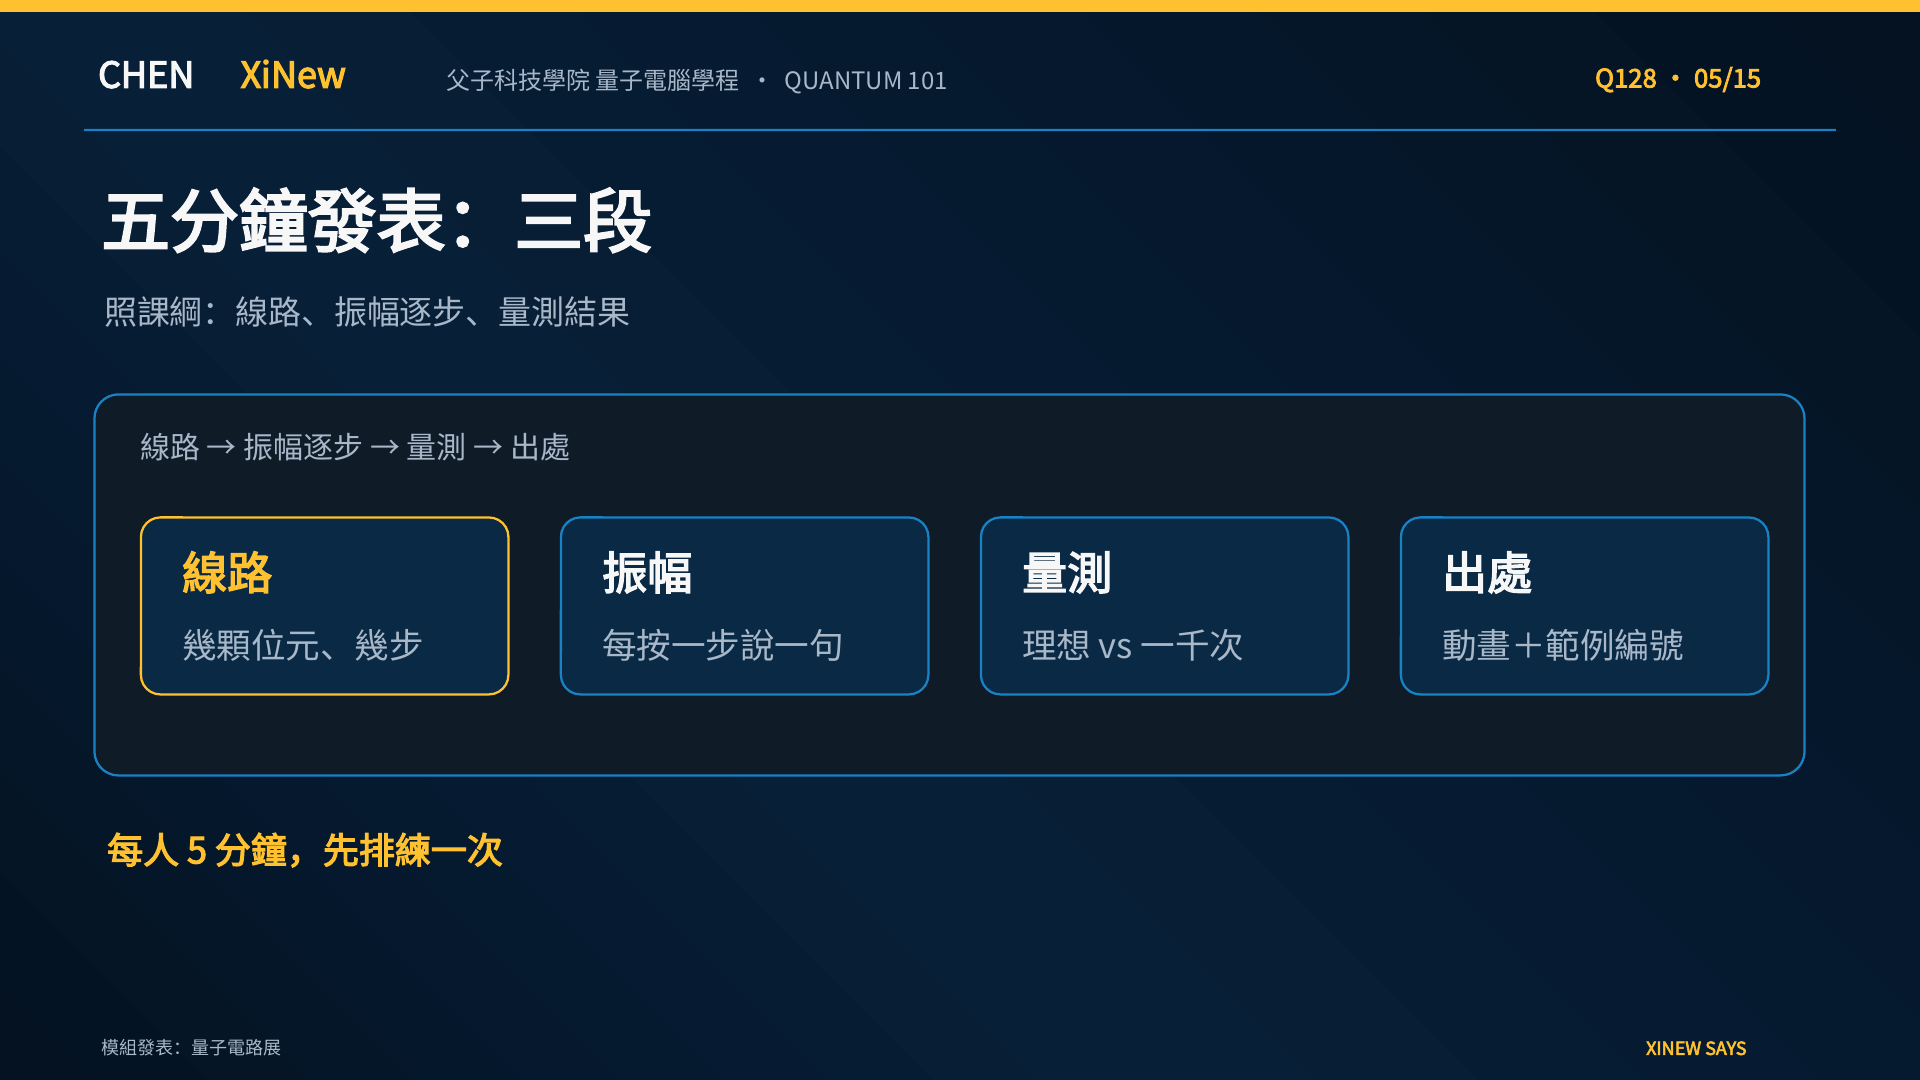 CHEN XiNew 父子科技學院 量子電腦學程 • QUANTUM 101 Q128 • 05/15
五分鐘發表：三段
照課綱：線路、振幅逐步、量測結果
線路 → 振幅逐步 → 量測 → 出處
線路 振幅 量測 出處
幾顆位元、幾步 每按一步說一句 理想 vs 一千次 動畫＋範例編號
每人 5 分鐘，先排練一次
模組發表：量子電路展 XINEW SAYS